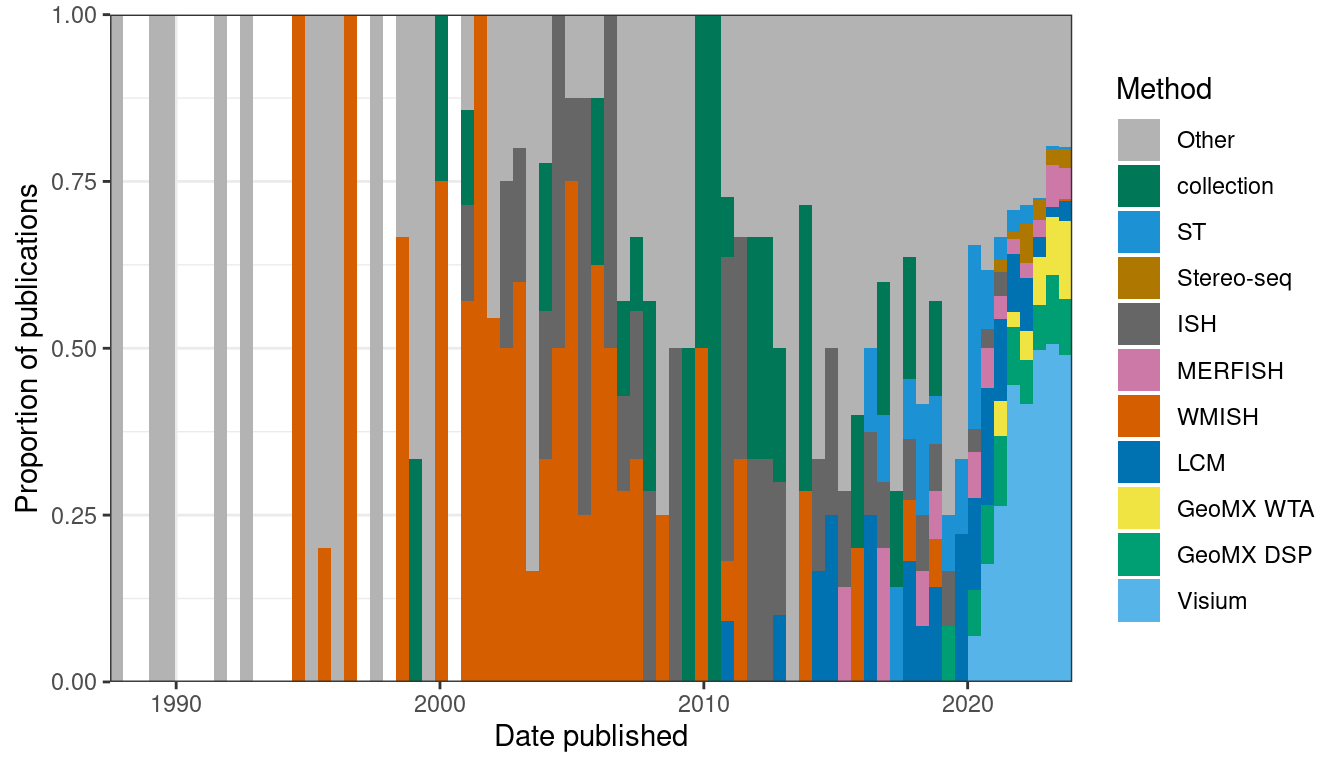 1.00
0.75
0.50
0.25
0.00
Proportion of publications
1990
2000
2010
2020
Date published
Method
Other
collection
ST
Stereo-seq
ISH
MERFISH
WMISH
LCM
GeoMX WTA
GeoMX DSP
Visium